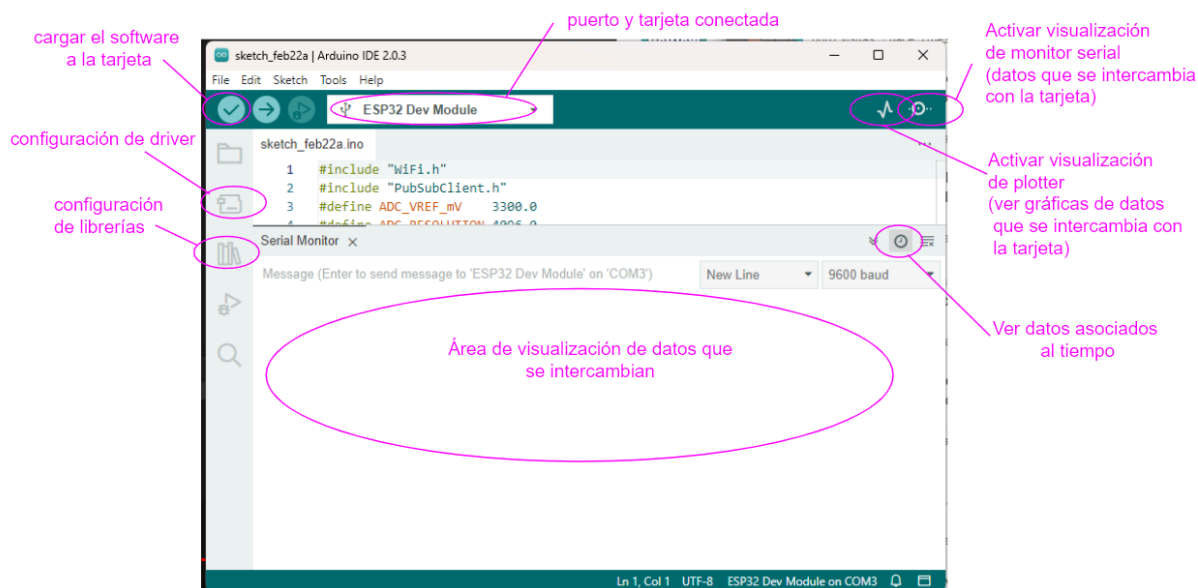 puerto y tarjeta conectada
cargar el software
a la tarjeta
Activar visualización
de monitor serial
(datos que se intercambia
con la tarjeta)
sketch_feb22a | Arduino IDE 2.0.3
File Edit Sketch Tools Help
ESP32 Dev Module
configuración de driver
sketch_feb22a.ino
1 #include "WiFi.h"
2 #include "PubSubClient.h"
3 #define ADC_VREF_mV 3300.0
4 #define ADC_RESOLUTION 4096.0
Activar visualización
de plotter
(ver gráficas de datos
que se intercambia con
la tarjeta)
configuración
de librerías
Serial Monitor
Message (Enter to send message to 'ESP32 Dev Module' on 'COM3')
New Line
9600 baud
Ver datos asociados
al tiempo
Área de visualización de datos que
se intercambian
Ln 1, Col 1 UTF-8 ESP32 Dev Module on COM3